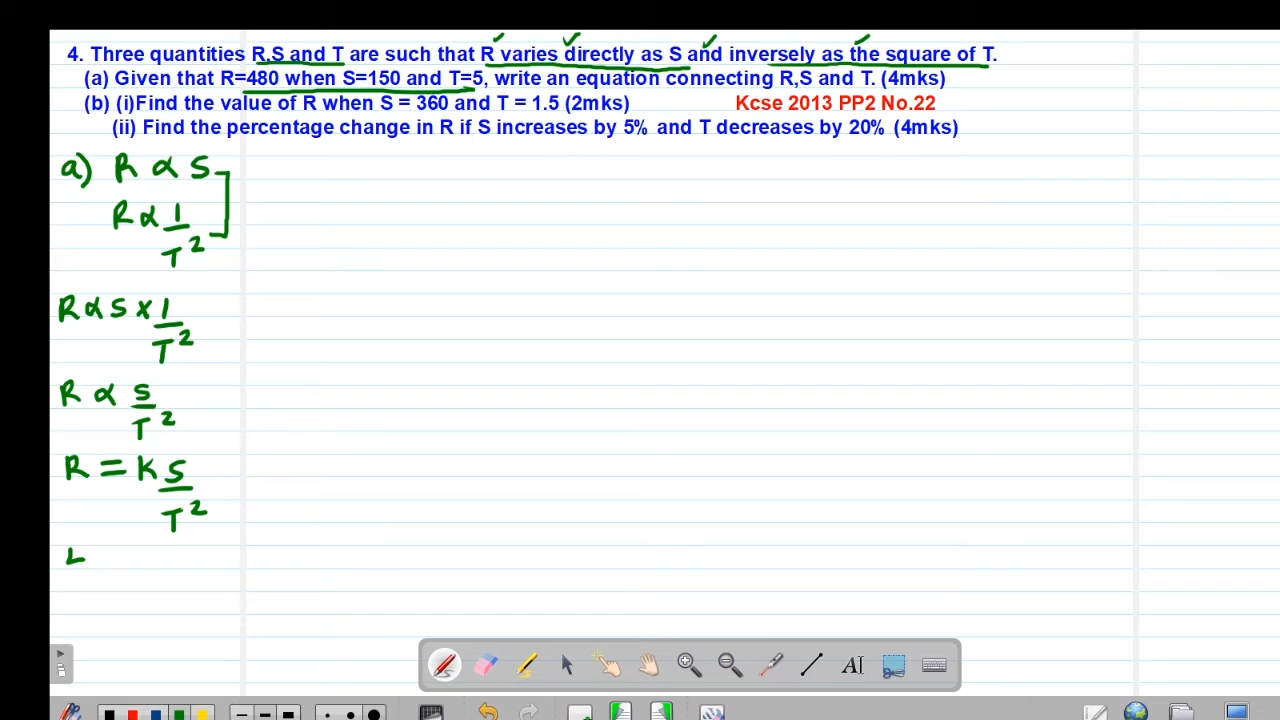 4. Three quantities R,S and T are such that R varies directly as S and inversely as the square of T.
(a) Given that R=480 when S=150 and T=5, write an equation connecting R,S and T. (4mks)
(b) (i)Find the value of R when S = 360 and T = 1.5 (2mks) Kcse 2013 PP2 No.22
(ii) Find the percentage change in R if S increases by 5% and T decreases by 20% (4mks)
a) R ∝ S
R ∝ 1/T²
R ∝ S x 1/T²
R ∝ S/T²
R = K S/T²
AI